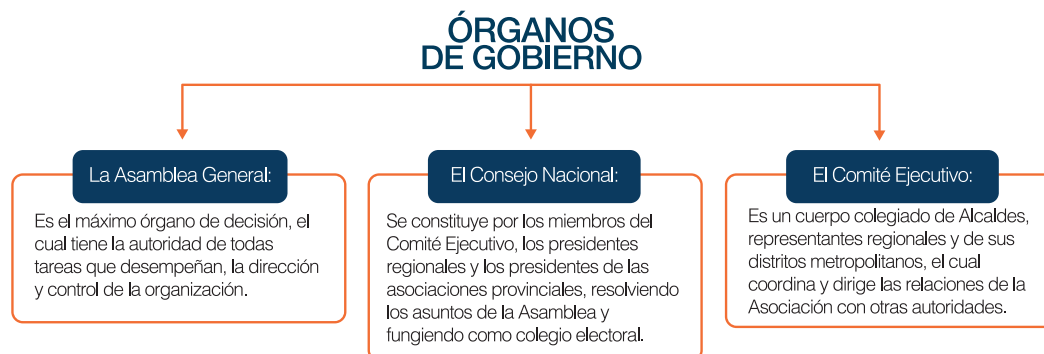 ÓRGANOS
DE GOBIERNO
La Asamblea General:
Es el máximo órgano de decisión, el
cual tiene la autoridad de todas
tareas que desempeñan, la dirección
y control de la organización.
El Consejo Nacional:
Se constituye por los miembros del
Comité Ejecutivo, los presidentes
regionales y los presidentes de las
asociaciones provinciales, resolviendo
los asuntos de la Asamblea y
fungiendo como colegio electoral.
El Comité Ejecutivo:
Es un cuerpo colegiado de Alcaldes,
representantes regionales y de sus
distritos metropolitanos, el cual
coordina y dirige las relaciones de la
Asociación con otras autoridades.